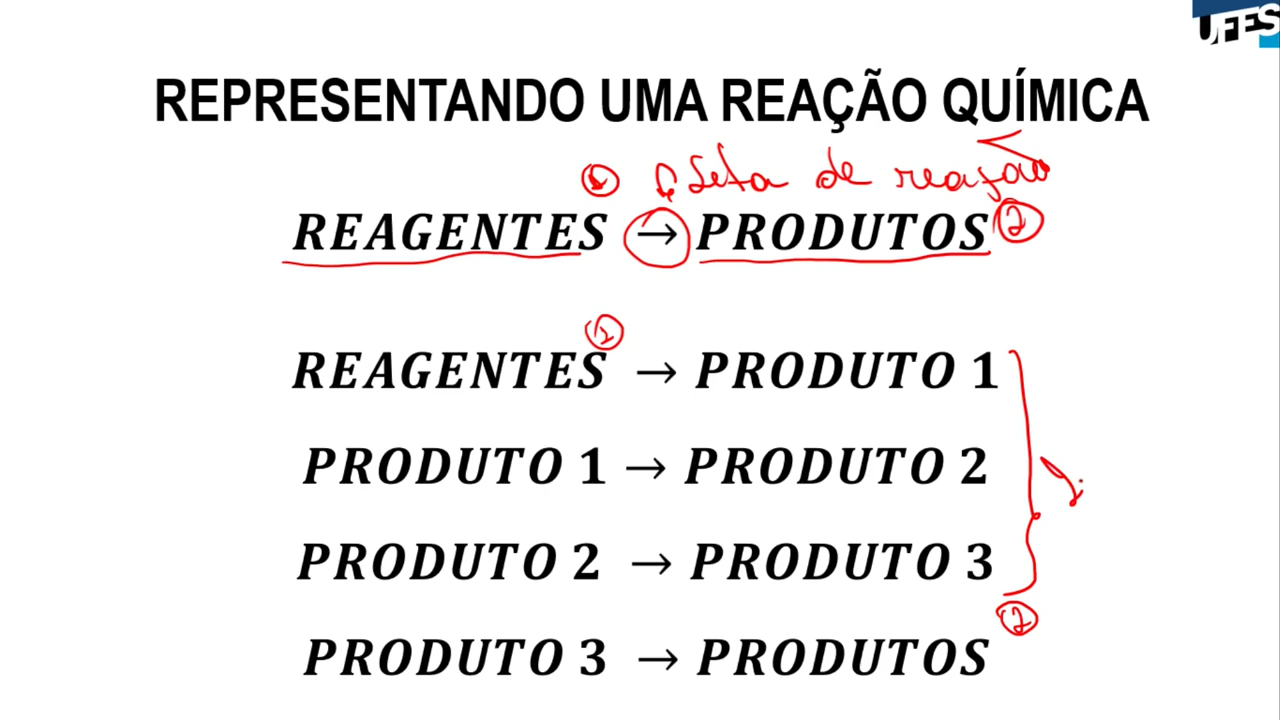 UFES
REPRESENTANDO UMA REAÇÃO QUÍMICA
1 Seta de reação
REAGENTES → PRODUTOS 2
1
REAGENTES → PRODUTO 1
PRODUTO 1 → PRODUTO 2
PRODUTO 2 → PRODUTO 3
2
PRODUTO 3 → PRODUTOS